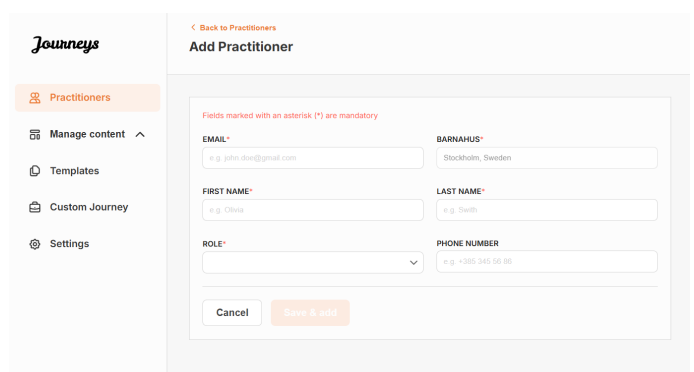 Journeys
Practitioners
Manage content
Templates
Custom Journey
Settings
Back to Practitioners
Add Practitioner
Fields marked with an asterisk (*) are mandatory
EMAIL*
e.g. john.doe@gmail.com
BARNAHUS*
Stockholm, Sweden
FIRST NAME*
e.g. Olivia
LAST NAME*
e.g. Swith
ROLE*
PHONE NUMBER
e.g. +385 345 56 86
Cancel
Save & add